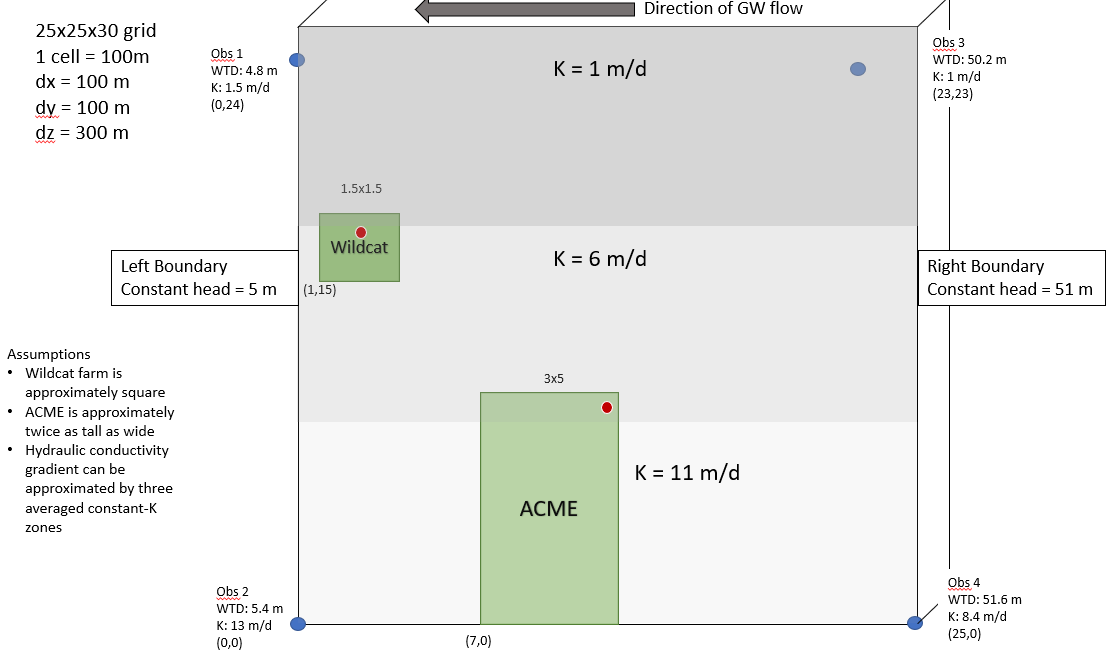 Direction of GW flow
25x25x30 grid
1 cell = 100m
dx = 100 m
dy = 100 m
dz = 300 m
Obs 1
WTD: 4.8 m
K: 1.5 m/d
(0,24)
K = 1 m/d
Obs 3
WTD: 50.2 m
K: 1 m/d
(23,23)
1.5x1.5
Wildcat
(1,15)
K = 6 m/d
Left Boundary
Constant head = 5 m
Right Boundary
Constant head = 51 m
Assumptions
• Wildcat farm is
approximately square
• ACME is approximately
twice as tall as wide
• Hydraulic conductivity
gradient can be
approximated by three
averaged constant-K
zones
3x5
K = 11 m/d
ACME
Obs 2
WTD: 5.4 m
K: 13 m/d
(0,0)
(7,0)
Obs 4
WTD: 51.6 m
K: 8.4 m/d
(25,0)